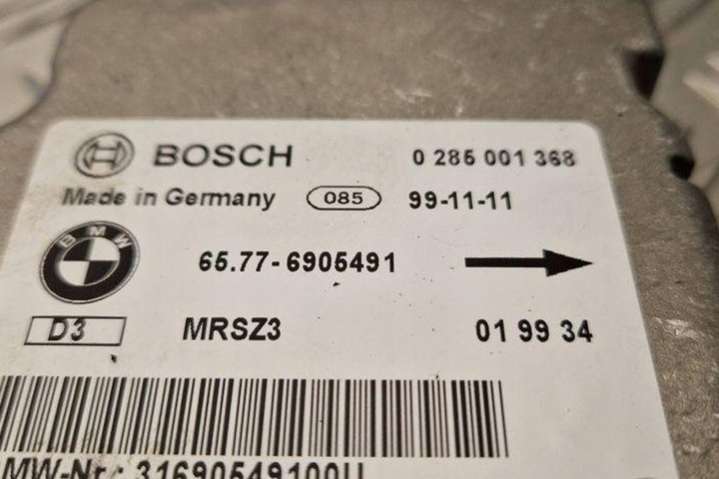 BOSCH 0 285 001 368
Made in Germany 085 99-11-11
BMW
65.77-6905491
D3 MRSZ3 01 99 34
MW-Nr.: 31690549100U